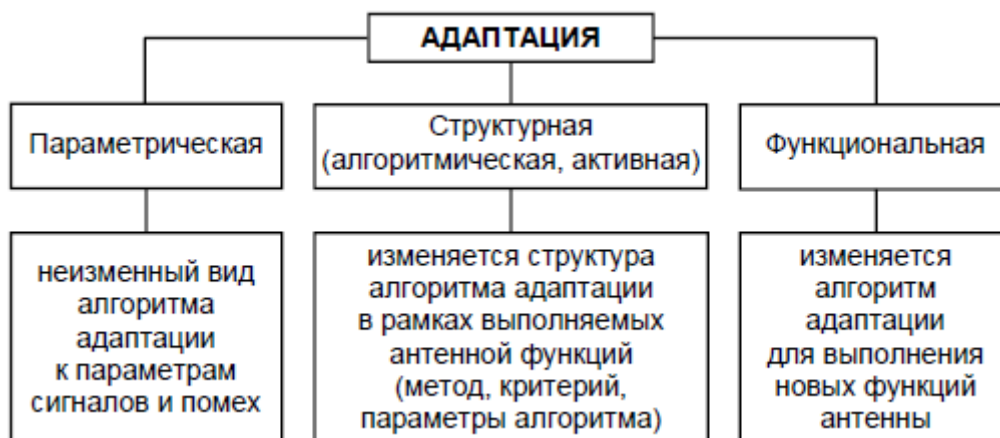 АДАПТАЦИЯ
Параметрическая
Структурная
(алгоритмическая, активная)
Функциональная
неизменный вид
алгоритма
адаптации
к параметрам
сигналов и помех
изменяется структура
алгоритма адаптации
в рамках выполняемых
антенной функций
(метод, критерий,
параметры алгоритма)
изменяется
алгоритм
адаптации
для выполнения
новых функций
антенны